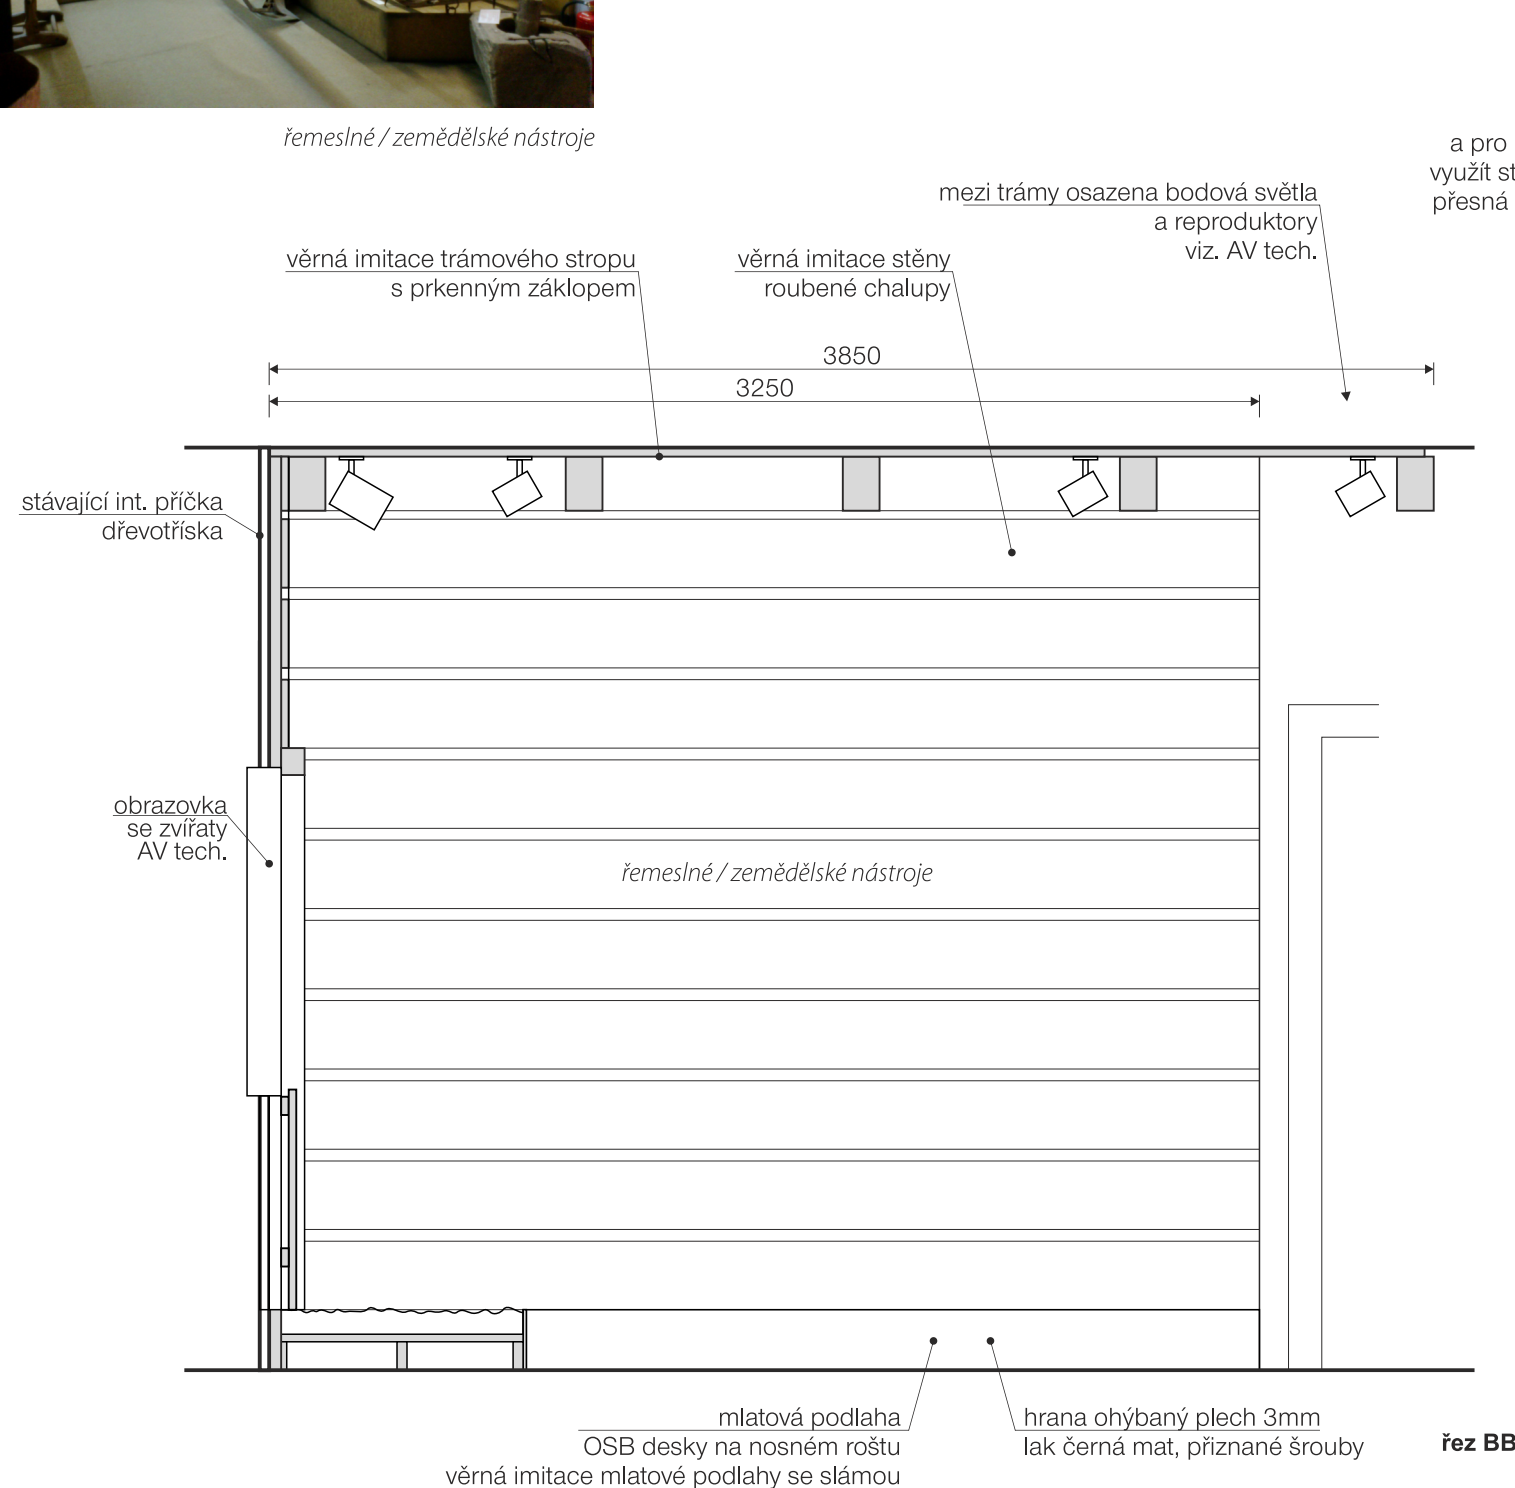 řemeslné / zemědělské nástroje
a pro
využít st
přesná
mezi trámy osazena bodová světla
a reproduktory
viz. AV tech.
věrná imitace trámového stropu
s prkenným záklopem
věrná imitace stěny
roubené chalupy
3850
3250
stávající int. příčka
dřevotříska
obrazovka
se zvířaty
AV tech.
řemeslné / zemědělské nástroje
mlatová podlaha
OSB desky na nosném roštu
věrná imitace mlatové podlahy se slámou
hrana ohýbaný plech 3mm
lak černá mat, přiznané šrouby
řez BB